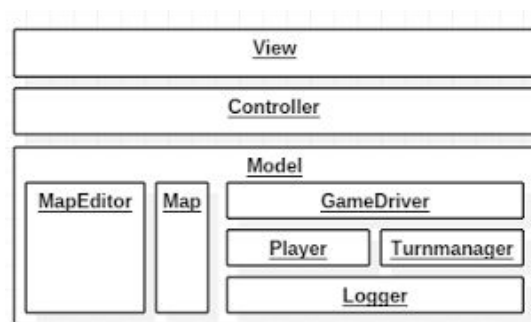 View
Controller
Model
MapEditor
Map
GameDriver
Player
Turnmanager
Logger